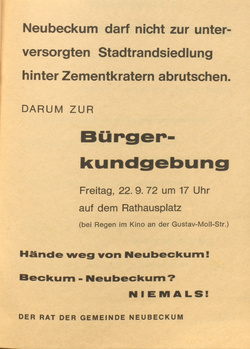 Neubeckum darf nicht zur unter-
versorgten Stadtrandsiedlung
hinter Zementkratern abrutschen.
DARUM ZUR
Bürger-
kundgebung
Freitag, 22. 9. 72 um 17 Uhr
auf dem Rathausplatz
(bei Regen im Kino an der Gustav-Moll-Str.)
Hände weg von Neubeckum!
Beckum - Neubeckum?
NIEMALS!
DER RAT DER GEMEINDE NEUBECKUM